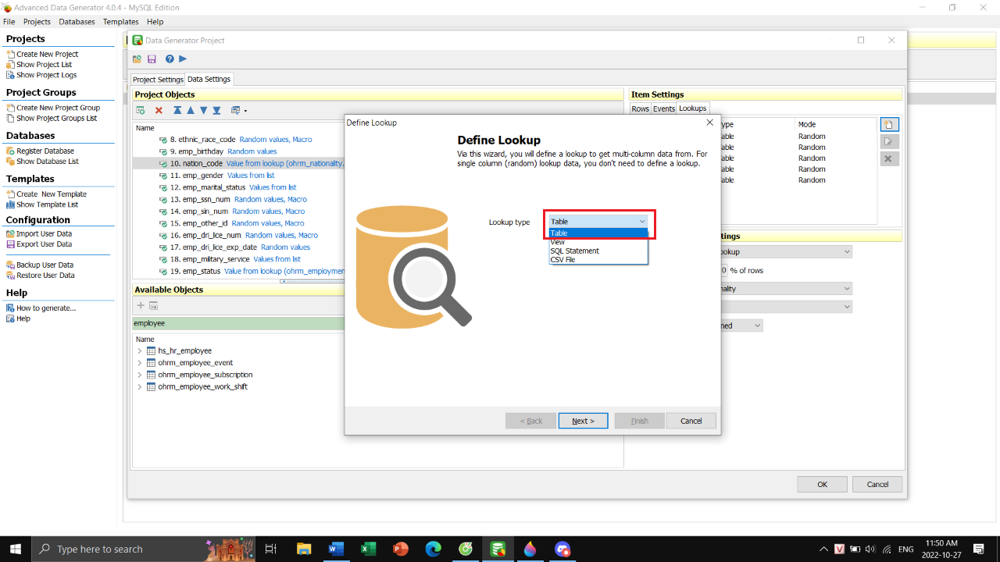 Advanced Data Generator 4.0.4 - MySQL Edition
File Projects Databases Templates Help
Projects
Create New Project
Show Project List
Show Project Logs
Project Groups
Create New Project Group
Show Project Groups List
Databases
Register Database
Show Database List
Templates
Create New Template
Show Template List
Configuration
Import User Data
Export User Data
Backup User Data
Restore User Data
Help
How to generate...
Help
Data Generator Project
Project Settings Data Settings
Project Objects
Name
8. ethnic_race_code Random values, Macro
9. emp_birthday Random values
10. nation_code Value from lookup (ohrm_nationality.
11. emp_gender Values from list
12. emp_marital_status Values from list
13. emp_ssn_num Random values, Macro
14. emp_sin_num Random values, Macro
15. emp_other_id Random values, Macro
16. emp_dri_lice_num Random values, Macro
17. emp_dri_lice_exp_date Random values
18. emp_military_service Values from list
19. emp_status Value from lookup (ohrm_employmen
Available Objects
employee
Name
hs_hr_employee
ohrm_employee_event
ohrm_employee_subscription
ohrm_employee_work_shift
Item Settings
Rows Events Lookups
ype Mode
able Random
able Random
able Random
able Random
able Random
tings
ookup
0 % of rows
nality
ned
OK Cancel
Define Lookup
Define Lookup
Via this wizard, you will define a lookup to get multi-column data from. For
single column (random) lookup data, you don't need to define a lookup.
Lookup type Table
Table
View
SQL Statement
CSV File
< Back Next > Finish Cancel
Type here to search
ENG
11:50 AM
2022-10-27